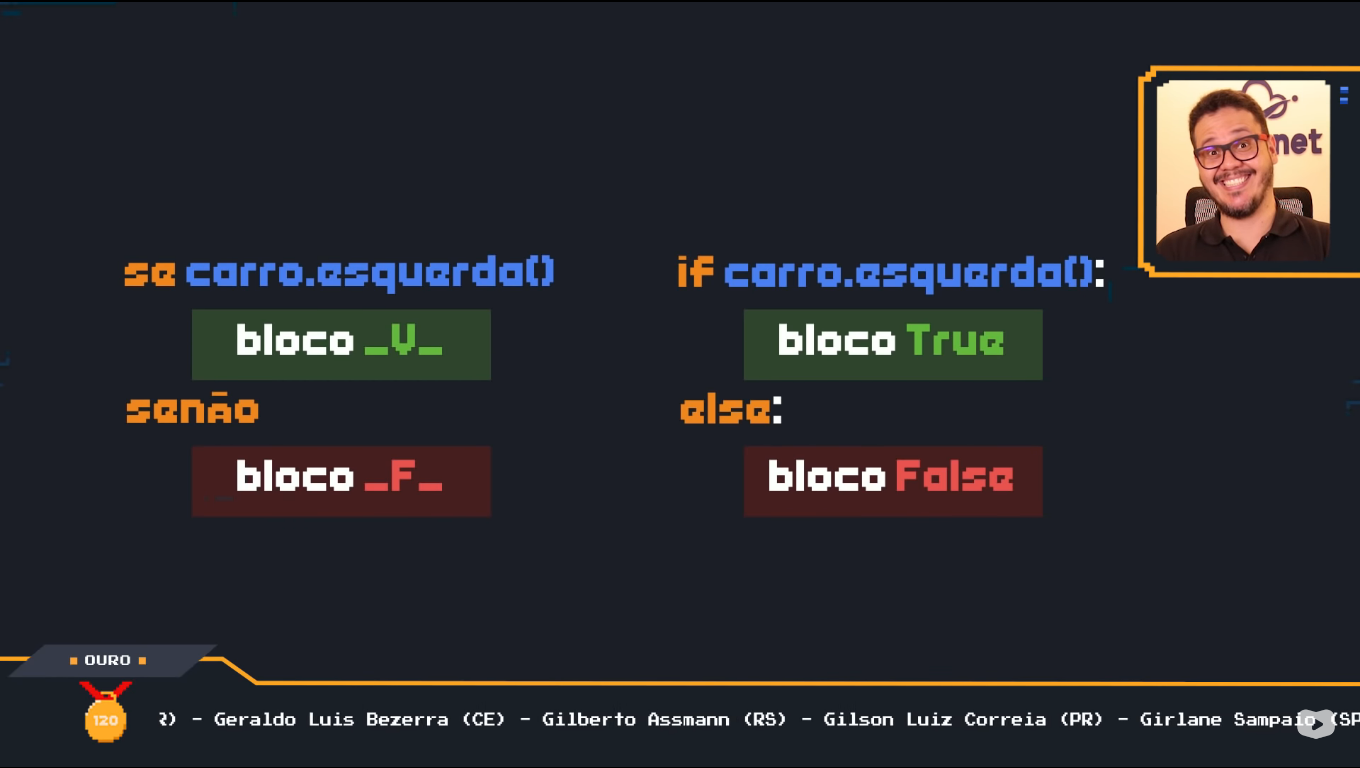 net
se carro.esquerda()
bloco _V_
senão
bloco _F_
if carro.esquerda():
bloco True
else:
bloco False
OURO
120
) - Geraldo Luis Bezerra (CE) - Gilberto Assmann (RS) - Gilson Luiz Correia (PR) - Girlane Sampaio (SP